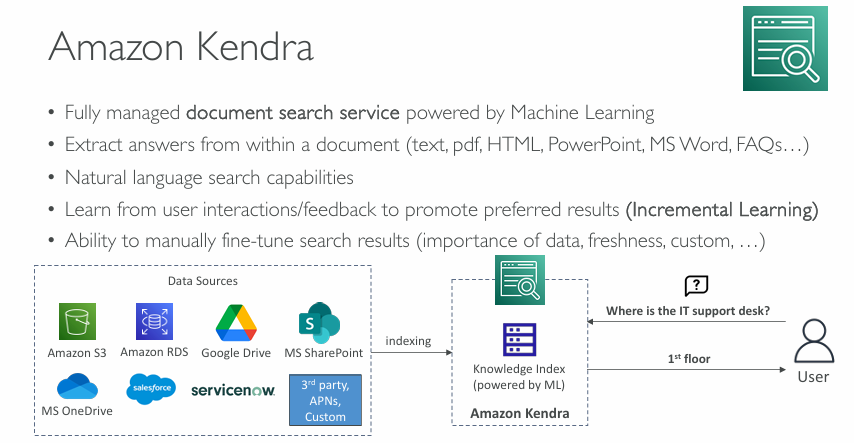 Amazon Kendra
• Fully managed document search service powered by Machine Learning
• Extract answers from within a document (text, pdf, HTML, PowerPoint, MS Word, FAQs…)
• Natural language search capabilities
• Learn from user interactions/feedback to promote preferred results (Incremental Learning)
• Ability to manually fine-tune search results (importance of data, freshness, custom, …)
Data Sources
S
Amazon S3
Amazon RDS
Google Drive
MS SharePoint
MS OneDrive
salesforce
servicenow.
3rd party,
APNs,
Custom
indexing
Knowledge Index
(powered by ML)
Amazon Kendra
?
Where is the IT support desk?
1st floor
User